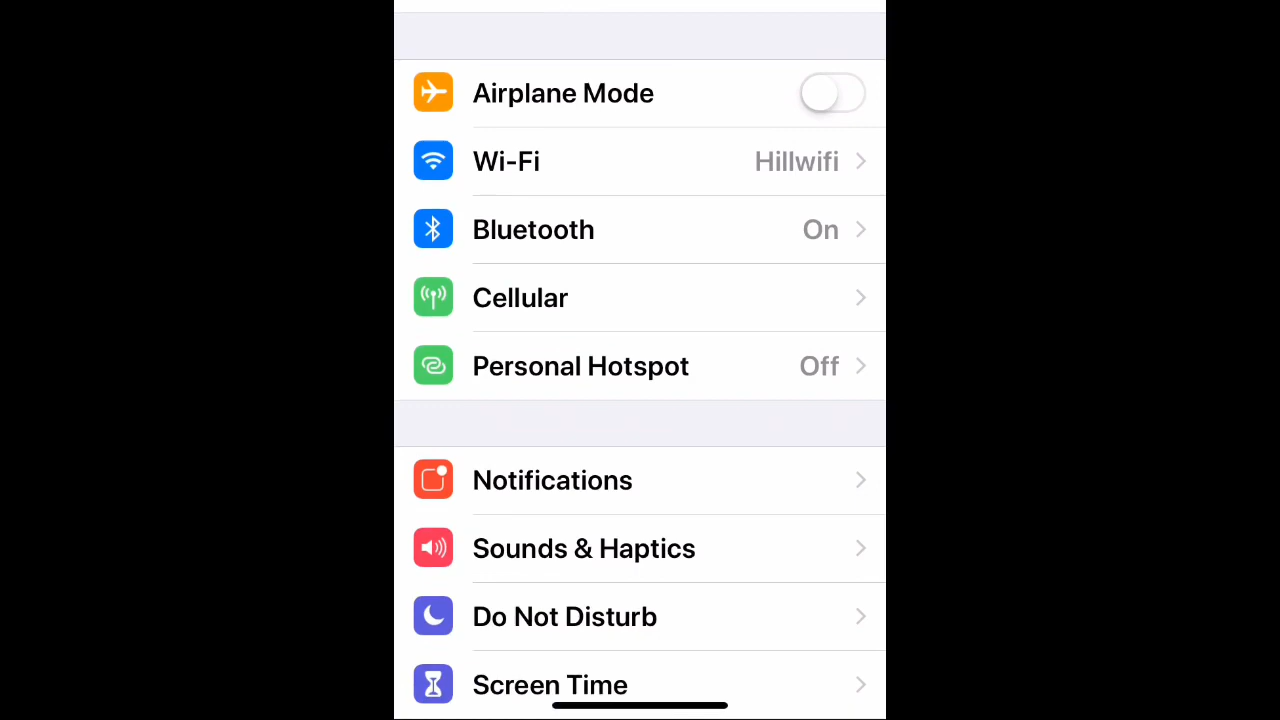 Airplane Mode
Wi-Fi Hillwifi
Bluetooth On
Cellular
Personal Hotspot Off
Notifications
Sounds & Haptics
Do Not Disturb
Screen Time